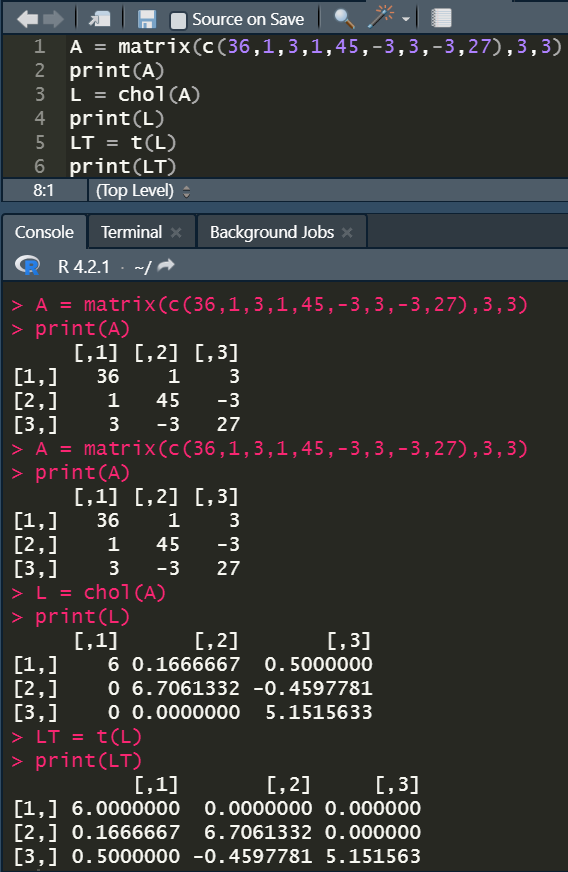 Source on Save
1 A = matrix(c(36,1,3,1,45,-3,3,-3,27),3,3)
2 print(A)
3 L = chol(A)
4 print(L)
5 LT = t(L)
6 print(LT)
8:1 (Top Level)
Console Terminal × Background Jobs ×
R R 4.2.1 · ~/
> A = matrix(c(36,1,3,1,45,-3,3,-3,27),3,3)
> print(A)
     [,1] [,2] [,3]
[1,]   36    1    3
[2,]    1   45   -3
[3,]    3   -3   27
> A = matrix(c(36,1,3,1,45,-3,3,-3,27),3,3)
> print(A)
     [,1] [,2] [,3]
[1,]   36    1    3
[2,]    1   45   -3
[3,]    3   -3   27
> L = chol(A)
> print(L)
     [,1]      [,2]       [,3]
[1,]    6 0.1666667  0.5000000
[2,]    0 6.7061332 -0.4597781
[3,]    0 0.0000000  5.1515633
> LT = t(L)
> print(LT)
          [,1]       [,2]     [,3]
[1,] 6.0000000  0.0000000 0.000000
[2,] 0.1666667  6.7061332 0.000000
[3,] 0.5000000 -0.4597781 5.151563